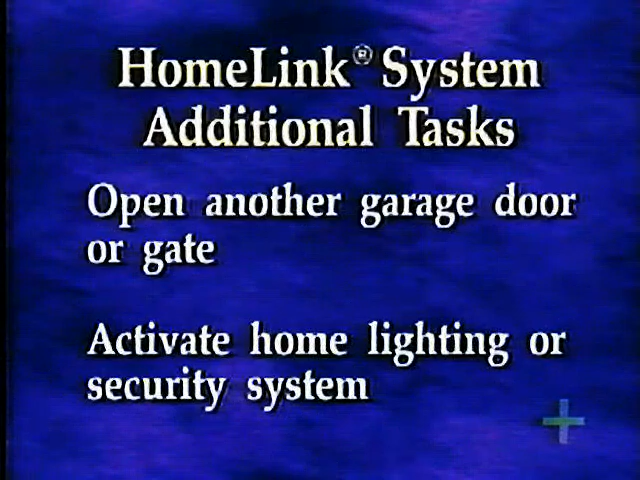 HomeLink® System
Additional Tasks
Open another garage door
or gate
Activate home lighting or
security system